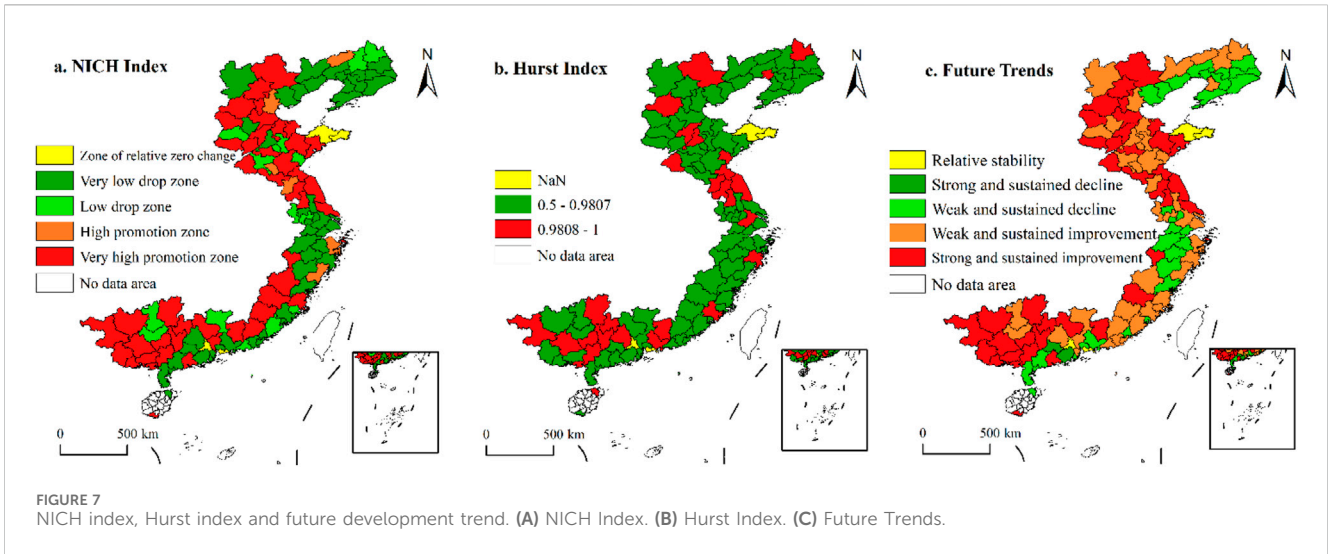 a. NICH Index
N
Zone of relative zero change
Very low drop zone
Low drop zone
High promotion zone
Very high promotion zone
No data area
0 500 km
b. Hurst Index
N
NaN
0.5 - 0.9807
0.9808 - 1
No data area
0 500 km
c. Future Trends
N
Relative stability
Strong and sustained decline
Weak and sustained decline
Weak and sustained improvement
Strong and sustained improvement
No data area
0 500 km
FIGURE 7
NICH index, Hurst index and future development trend. (A) NICH Index. (B) Hurst Index. (C) Future Trends.